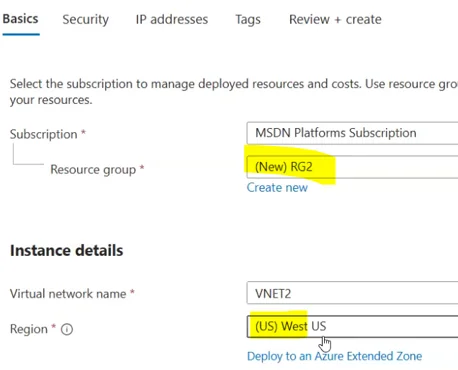 Basics Security IP addresses Tags Review + create
Select the subscription to manage deployed resources and costs. Use resource grou
your resources.
Subscription *
MSDN Platforms Subscription
Resource group *
(New) RG2
Create new
Instance details
Virtual network name *
VNET2
Region *
(US) West US
Deploy to an Azure Extended Zone